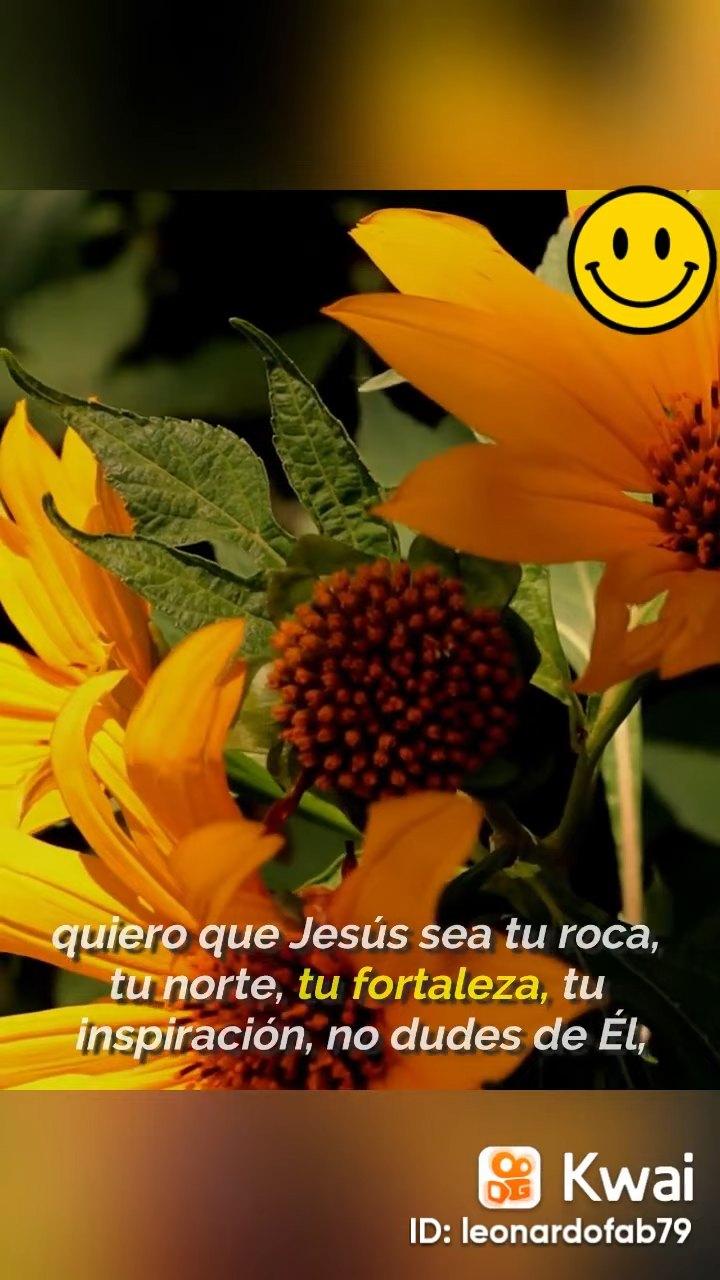 quiero que Jesús sea tu roca,
tu norte, tu fortaleza, tu
inspiración, no dudes de Él,
Kwai
ID: leonardofab79